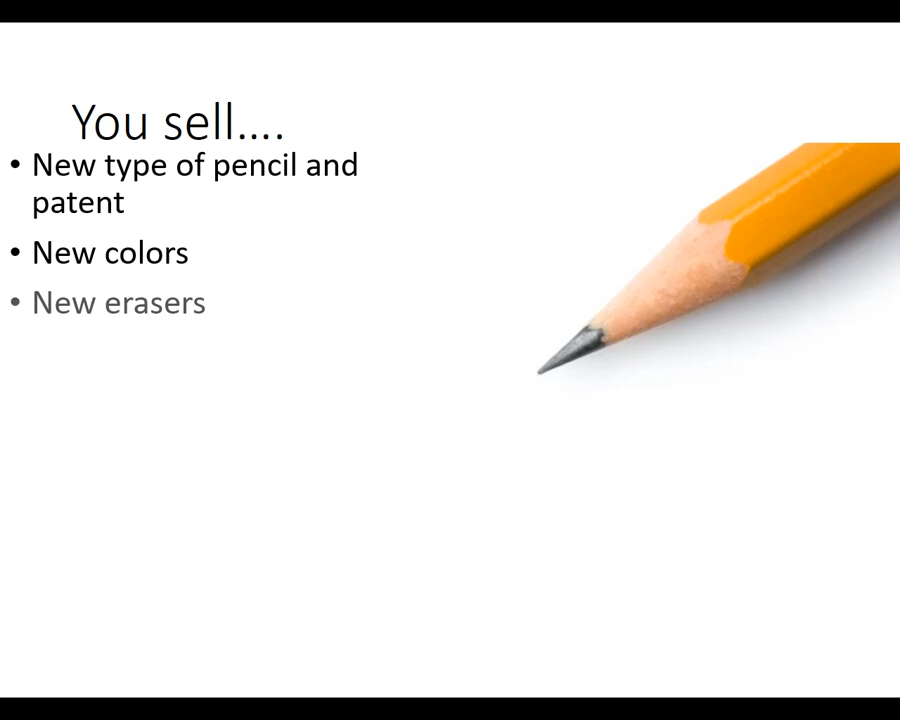 You sell....
• New type of pencil and
patent
• New colors
• New erasers